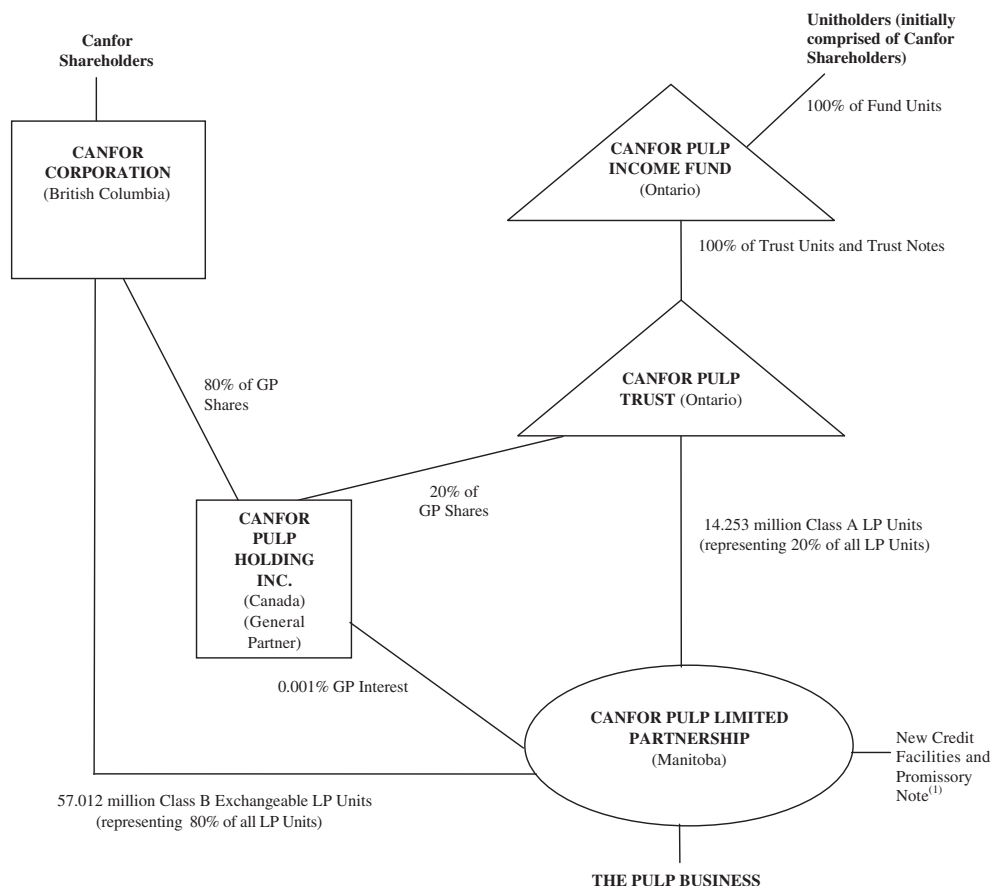 Canfor
Shareholders
Unitholders (initially
comprised of Canfor
Shareholders)
100% of Fund Units
CANFOR
CORPORATION
(British Columbia)
CANFOR PULP
INCOME FUND
(Ontario)
100% of Trust Units and Trust Notes
80% of GP
Shares
CANFOR PULP
TRUST (Ontario)
20% of
GP Shares
CANFOR
PULP
HOLDING
INC.
(Canada)
(General
Partner)
14.253 million Class A LP Units
(representing 20% of all LP Units)
0.001% GP Interest
CANFOR PULP LIMITED
PARTNERSHIP
(Manitoba)
New Credit
Facilities and
Promissory
Note(1)
57.012 million Class B Exchangeable LP Units
(representing 80% of all LP Units)
THE PULP BUSINESS